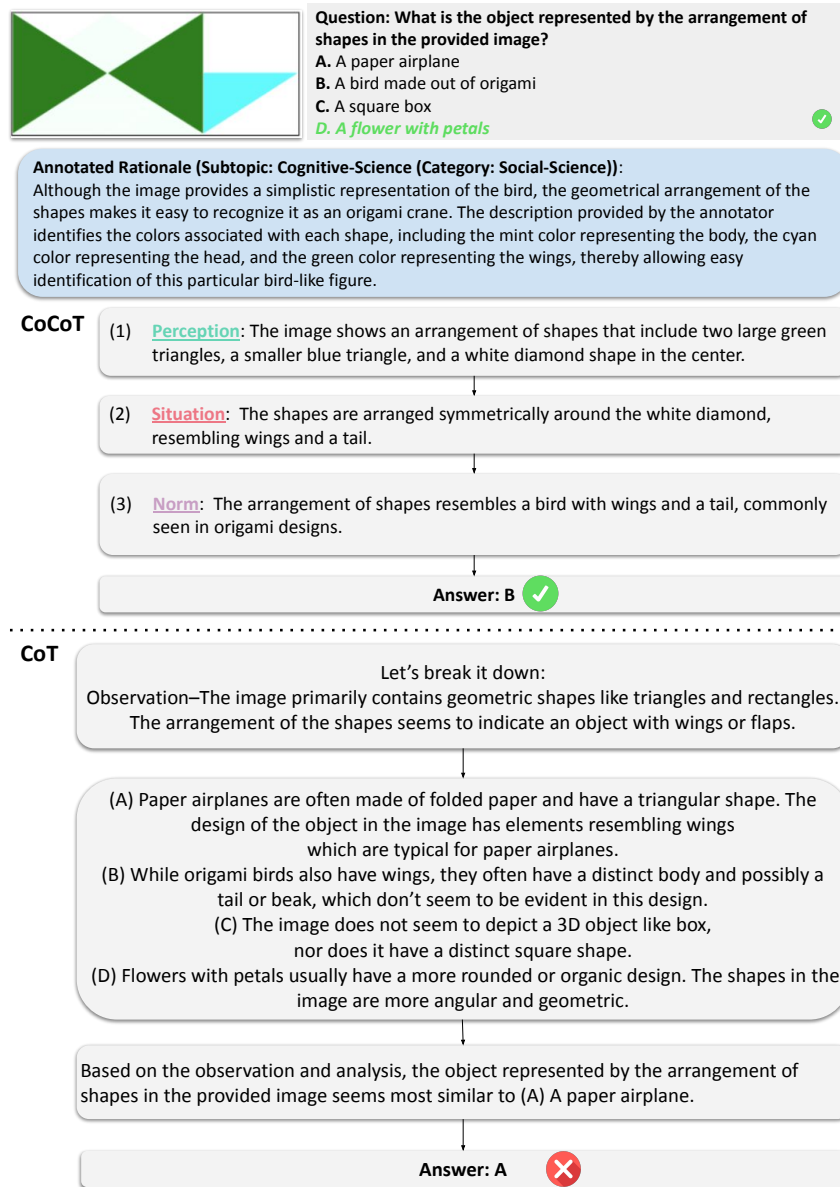 Question: What is the object represented by the arrangement of
shapes in the provided image?
A. A paper airplane
B. A bird made out of origami
C. A square box
D. A flower with petals
Annotated Rationale (Subtopic: Cognitive-Science (Category: Social-Science)):
Although the image provides a simplistic representation of the bird, the geometrical arrangement of the
shapes makes it easy to recognize it as an origami crane. The description provided by the annotator
identifies the colors associated with each shape, including the mint color representing the body, the cyan
color representing the head, and the green color representing the wings, thereby allowing easy
identification of this particular bird-like figure.
CoCoT
(1) Perception: The image shows an arrangement of shapes that include two large green
triangles, a smaller blue triangle, and a white diamond shape in the center.
(2) Situation: The shapes are arranged symmetrically around the white diamond,
resembling wings and a tail.
(3) Norm: The arrangement of shapes resembles a bird with wings and a tail, commonly
seen in origami designs.
Answer: B
CoT
Let’s break it down:
Observation–The image primarily contains geometric shapes like triangles and rectangles.
The arrangement of the shapes seems to indicate an object with wings or flaps.
(A) Paper airplanes are often made of folded paper and have a triangular shape. The
design of the object in the image has elements resembling wings
which are typical for paper airplanes.
(B) While origami birds also have wings, they often have a distinct body and possibly a
tail or beak, which don’t seem to be evident in this design.
(C) The image does not seem to depict a 3D object like box,
nor does it have a distinct square shape.
(D) Flowers with petals usually have a more rounded or organic design. The shapes in the
image are more angular and geometric.
Based on the observation and analysis, the object represented by the arrangement of
shapes in the provided image seems most similar to (A) A paper airplane.
Answer: A